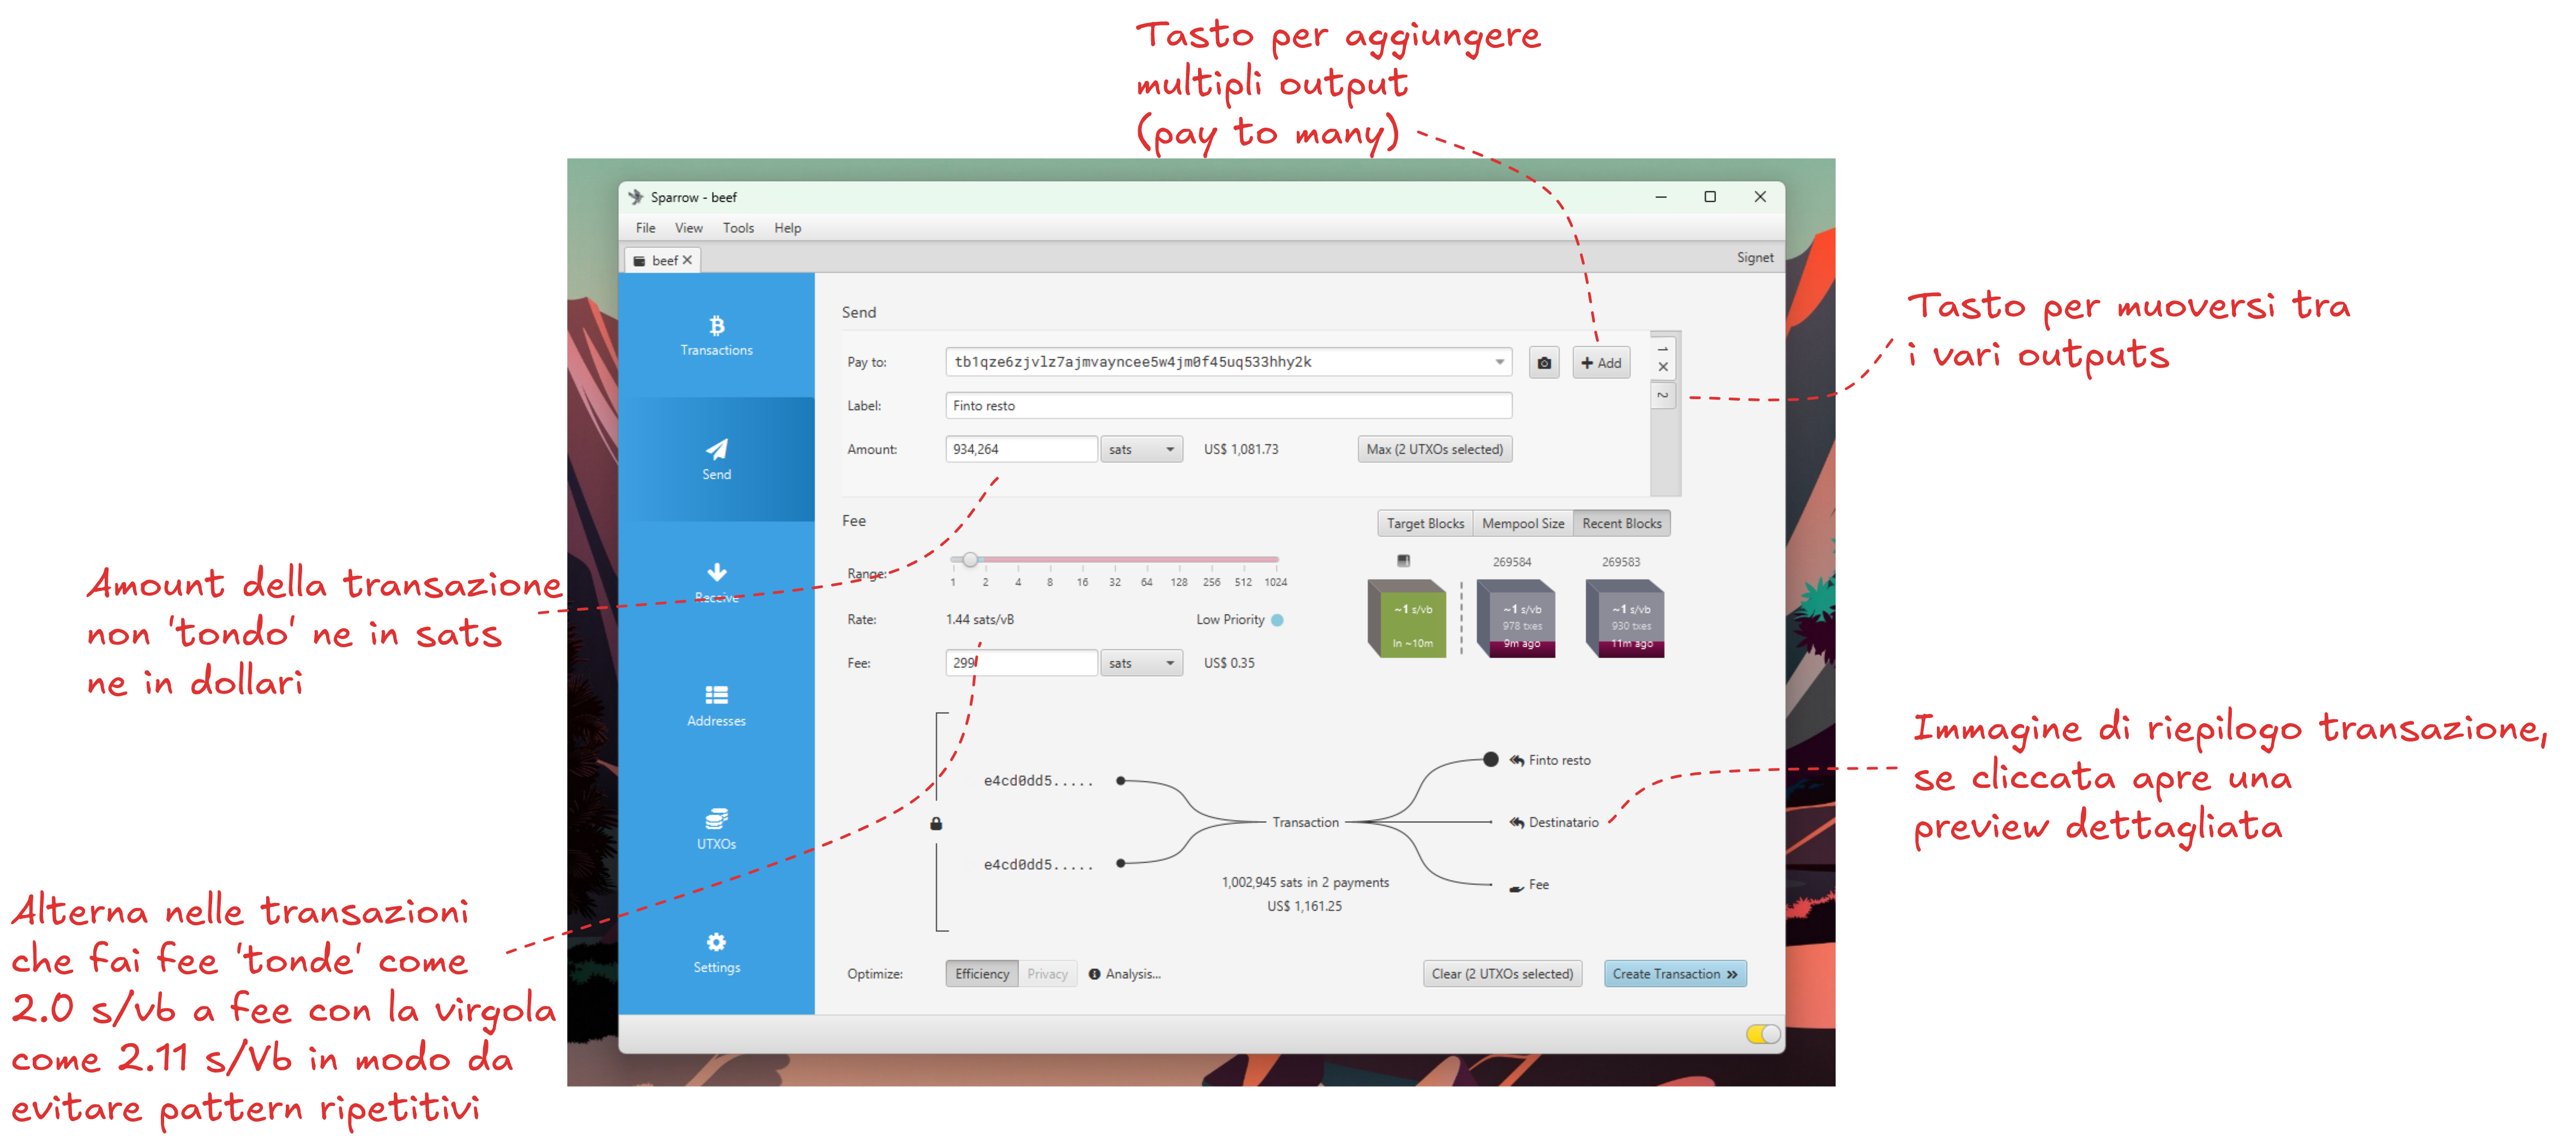 Tasto per aggiungere
multipli output
(pay to many)
Sparrow - beef
File View Tools Help
beef
Signet
Transactions
Send
Receive
Addresses
UTXOs
Settings
Send
Pay to: tb1qze6zjvlz7ajmvayncee5w4jm0f45uq533hhy2k + Add
1
2
Label: Finto resto
Amount: 934,264 sats US$ 1,081.73 Max (2 UTXOs selected)
Fee
Target Blocks Mempool Size Recent Blocks
Range:
1 2 4 8 16 32 64 128 256 512 1024
Rate: 1.44 sats/vB Low Priority
Fee: 299 sats US$ 0.35
269584 269583
~1 s/vb
In ~10m
~1 s/vb
978 txes
9m ago
~1 s/vb
930 txes
11m ago
e4cd0dd5.....
e4cd0dd5.....
Transaction
Finto resto
Destinatario
Fee
1,002,945 sats in 2 payments
US$ 1,161.25
Optimize: Efficiency Privacy Analysis... Clear (2 UTXOs selected) Create Transaction »
Tasto per muoversi tra
i vari outputs
Amount della transazione
non 'tondo' ne in sats
ne in dollari
Immagine di riepilogo transazione,
se cliccata apre una
preview dettagliata
Alterna nelle transazioni
che fai fee 'tonde' come
2.0 s/vb a fee con la virgola
come 2.11 s/Vb in modo da
evitare pattern ripetitivi